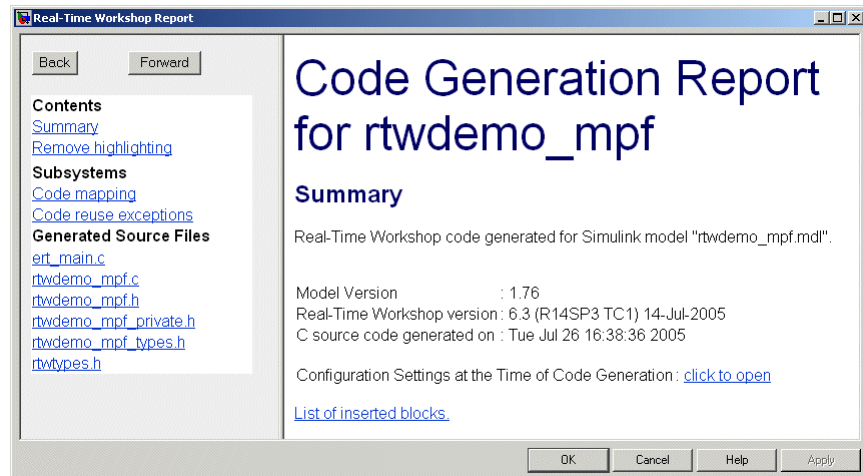 Real-Time Workshop Report
Back Forward
Contents
Summary
Remove highlighting
Subsystems
Code mapping
Code reuse exceptions
Generated Source Files
ert_main.c
rtwdemo_mpf.c
rtwdemo_mpf.h
rtwdemo_mpf_private.h
rtwdemo_mpf_types.h
rtwtypes.h
Code Generation Report
for rtwdemo_mpf
Summary
Real-Time Workshop code generated for Simulink model "rtwdemo_mpf.mdl".
Model Version : 1.76
Real-Time Workshop version : 6.3 (R14SP3 TC1) 14-Jul-2005
C source code generated on : Tue Jul 26 16:38:36 2005
Configuration Settings at the Time of Code Generation : click to open
List of inserted blocks.
OK Cancel Help Apply